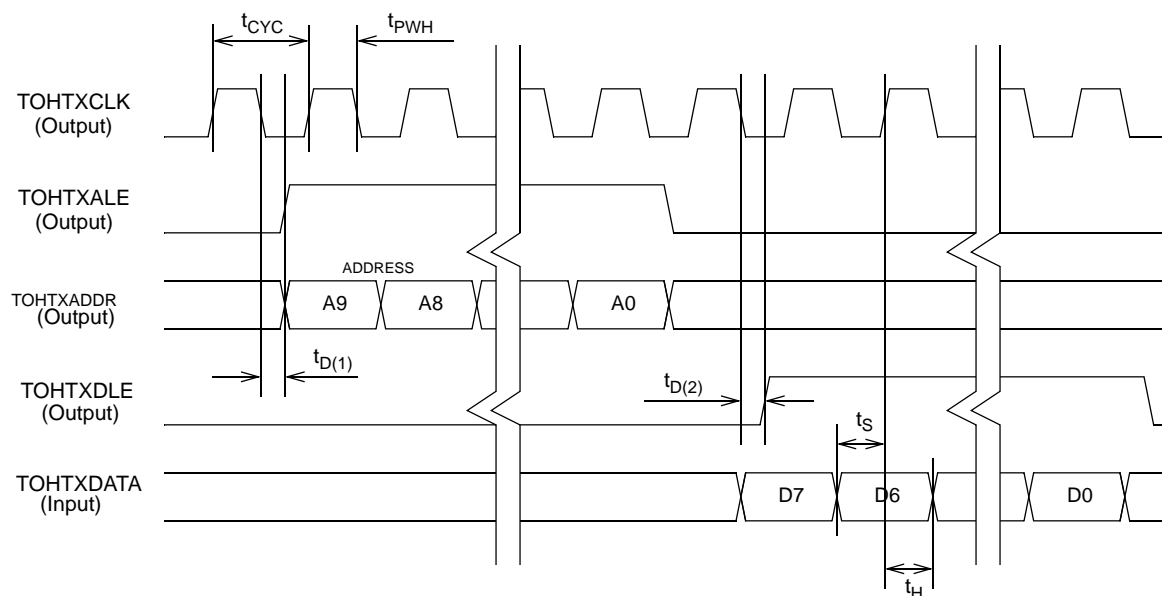 tCYC
tPWH
TOHTXCLK
(Output)
TOHTXALE
(Output)
ADDRESS
TOHTXADDR
(Output)
A9
A8
A0
tD(1)
TOHTXDLE
(Output)
tD(2)
tS
TOHTXDATA
(Input)
D7
D6
D0
tH